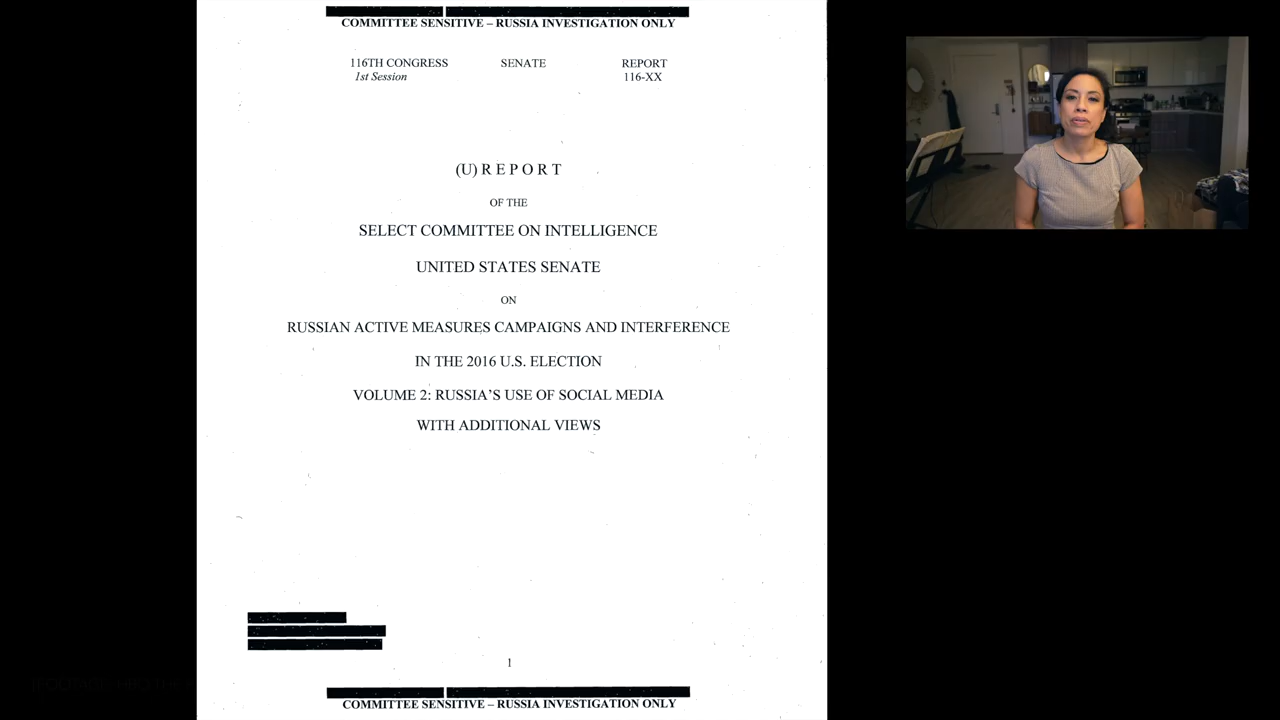 COMMITTEE SENSITIVE – RUSSIA INVESTIGATION ONLY
116TH CONGRESS SENATE REPORT
1st Session 116-XX
(U) R E P O R T
OF THE
SELECT COMMITTEE ON INTELLIGENCE
UNITED STATES SENATE
ON
RUSSIAN ACTIVE MEASURES CAMPAIGNS AND INTERFERENCE
IN THE 2016 U.S. ELECTION
VOLUME 2: RUSSIA'S USE OF SOCIAL MEDIA
WITH ADDITIONAL VIEWS
1
COMMITTEE SENSITIVE – RUSSIA INVESTIGATION ONLY